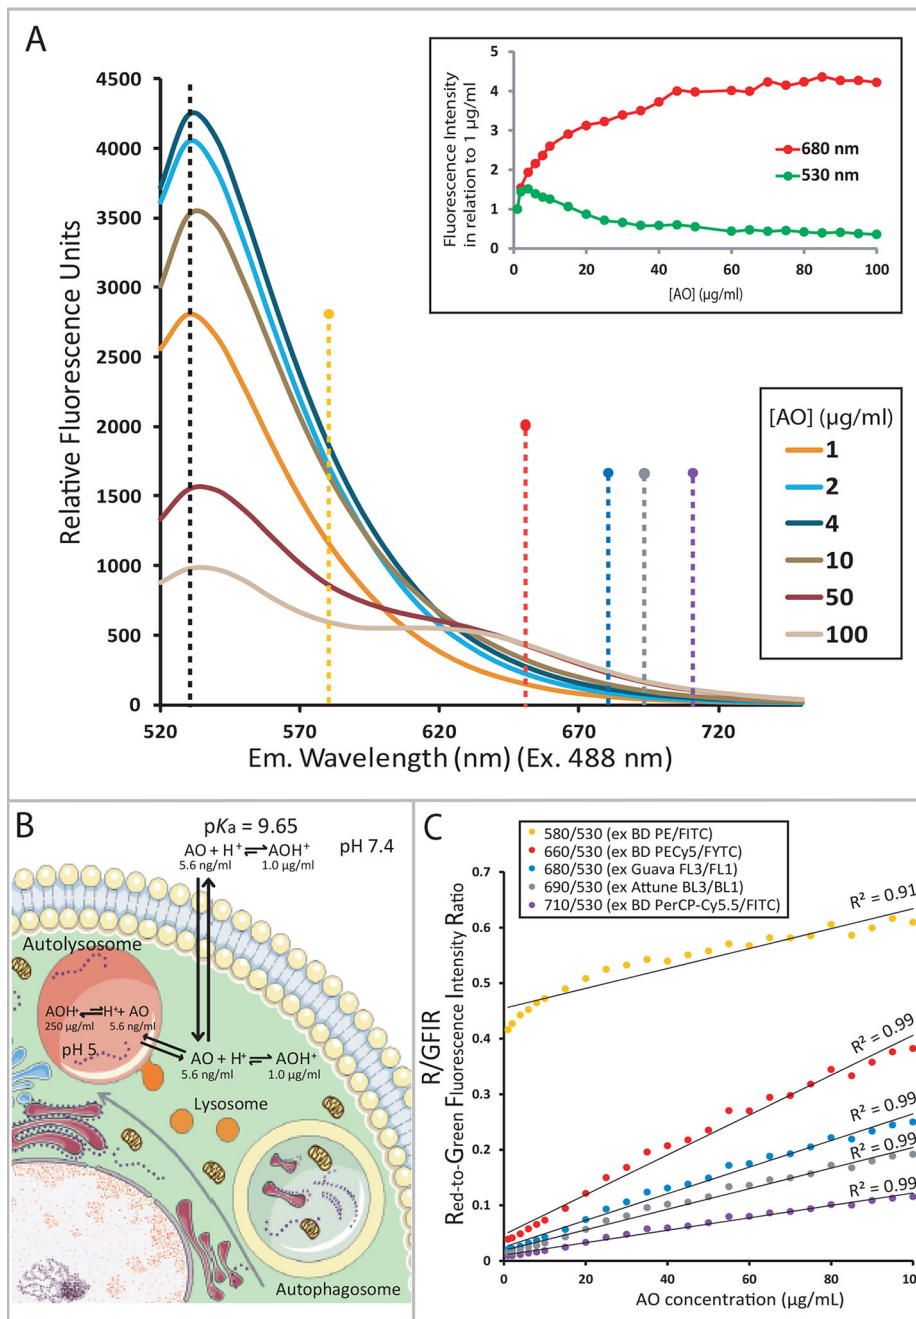 A
Relative Fluorescence Units
4500
4000
3500
3000
2500
2000
1500
1000
500
0
520
570
620
670
720
Em. Wavelength (nm) (Ex. 488 nm)
Fluorescence Intensity
in relation to 1 µg/ml
5
4
3
2
1
0
680 nm
530 nm
0
20
40
60
80
100
[AO] (µg/ml)
[AO] (µg/ml)
1
2
4
10
50
100
B
pKa = 9.65
AO + H⁺ ⇌ AOH⁺
5.6 ng/ml 1.0 µg/ml
pH 7.4
Autolysosome
AOH⁺ ⇌ H⁺+ AO
250 µg/ml 5.6 ng/ml
pH 5
AO + H⁺ ⇌ AOH⁺
5.6 ng/ml 1.0 µg/ml
Lysosome
Autophagosome
C
580/530 (ex BD PE/FITC)
660/530 (ex BD PECy5/FYTC)
680/530 (ex Guava FL3/FL1)
690/530 (ex Attune BL3/BL1)
710/530 (ex BD PerCP-Cy5.5/FITC)
R/GFIR
Red-to-Green Fluorescence Intensity Ratio
0.7
0.6
0.5
0.4
0.3
0.2
0.1
0
R² = 0.91
R² = 0.99
R² = 0.99
R² = 0.99
R² = 0.99
0
20
40
60
80
100
AO concentration (µg/mL)